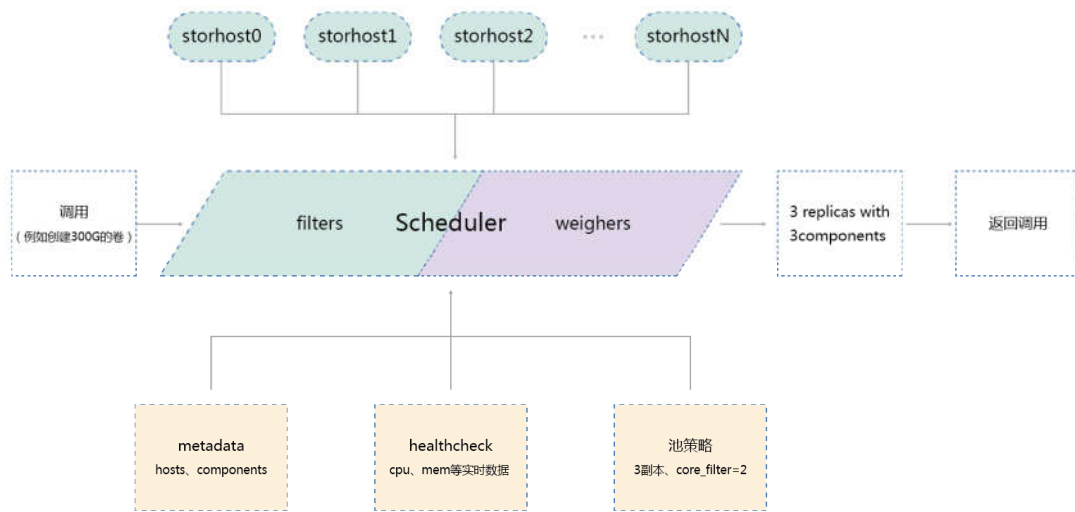 storhost0
storhost1
storhost2
...
storhostN
调用
（例如创建300G的卷）
filters
Scheduler
weighers
3 replicas with
3components
返回调用
metadata
hosts、components
healthcheck
cpu、mem等实时数据
池策略
3副本、core_filter=2